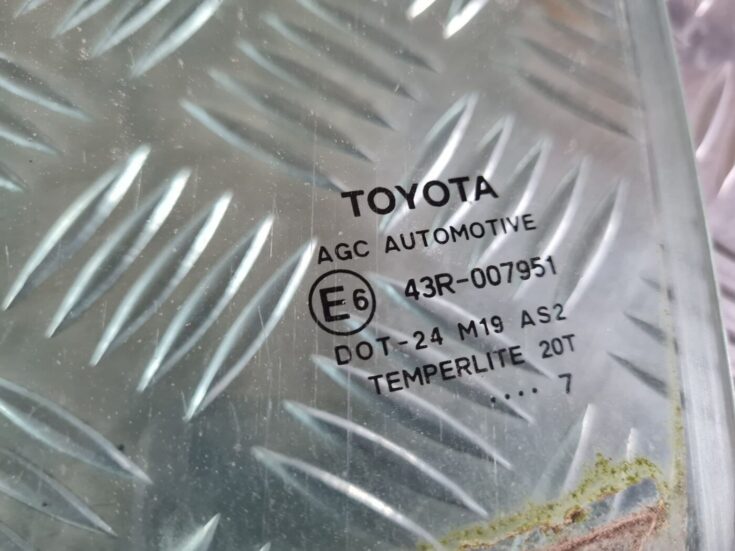 TOYOTA
AGC AUTOMOTIVE
E6 43R-007951
DOT-24 M19 AS2
TEMPERLITE 20T
.... 7